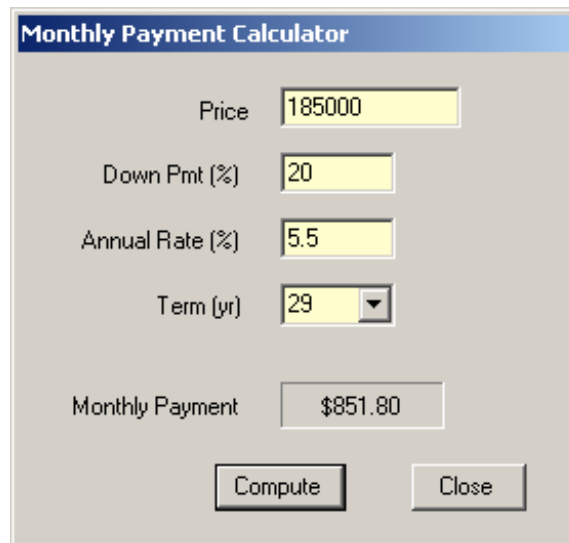 Monthly Payment Calculator
Price 185000
Down Pmt (%) 20
Annual Rate (%) 5.5
Term (yr) 29
Monthly Payment $851.80
Compute Close